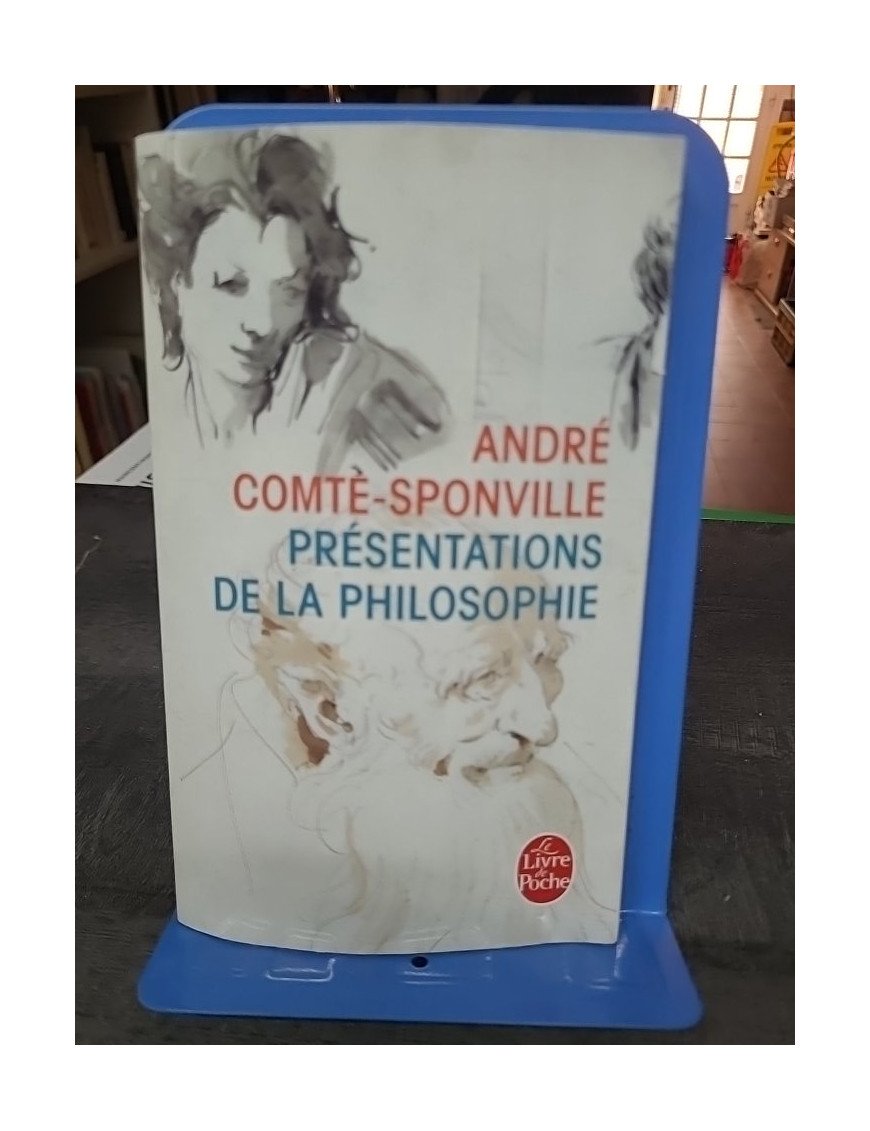 ANDRÉ
COMTE-SPONVILLE
PRÉSENTATIONS
DE LA PHILOSOPHIE
Le
Livre
de
Poche